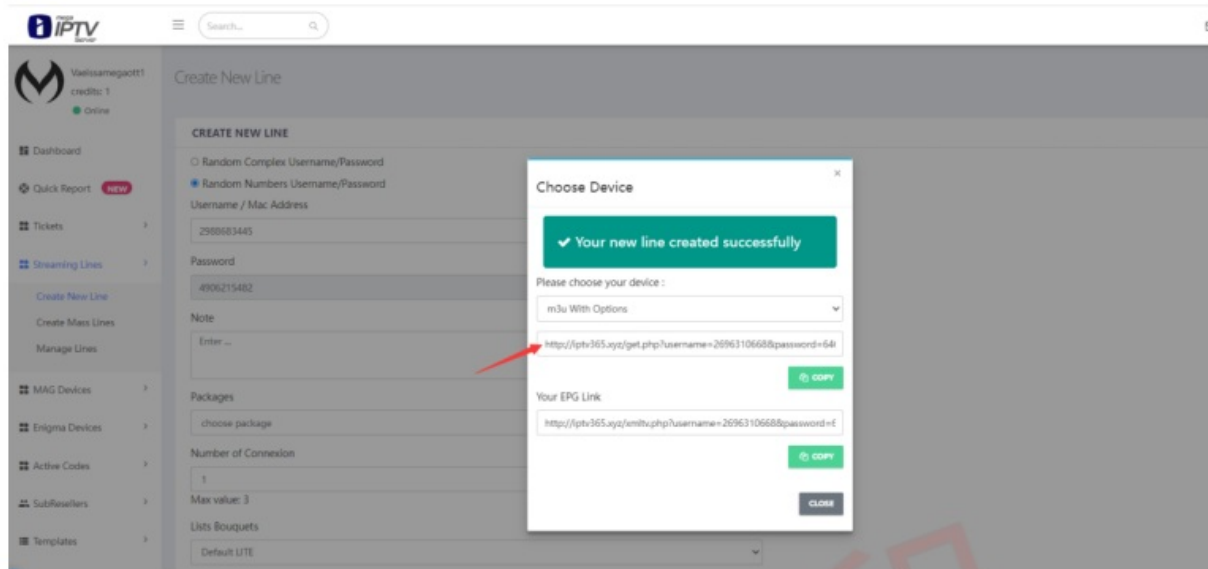 mega
IPTV
Server
Search...
Vaelissamegaott1
credits: 1
Online
Dashboard
Quick Report NEW
Tickets
Streaming Lines
Create New Line
Create Mass Lines
Manage Lines
MAG Devices
Enigma Devices
Active Codes
SubResellers
Templates
Create New Line
CREATE NEW LINE
Random Complex Username/Password
Random Numbers Username/Password
Username / Mac Address
2988683445
Password
4906215482
Note
Enter ...
Packages
choose package
Number of Connexion
1
Max value: 3
Lists Bouquets
Default LITE
Choose Device
×
✔ Your new line created successfully
Please choose your device :
m3u With Options
http://iptv365.xyz/get.php?username=2696310668&password=64
COPY
Your EPG Link
http://iptv365.xyz/xmltv.php?username=2696310668&password=6
COPY
CLOSE